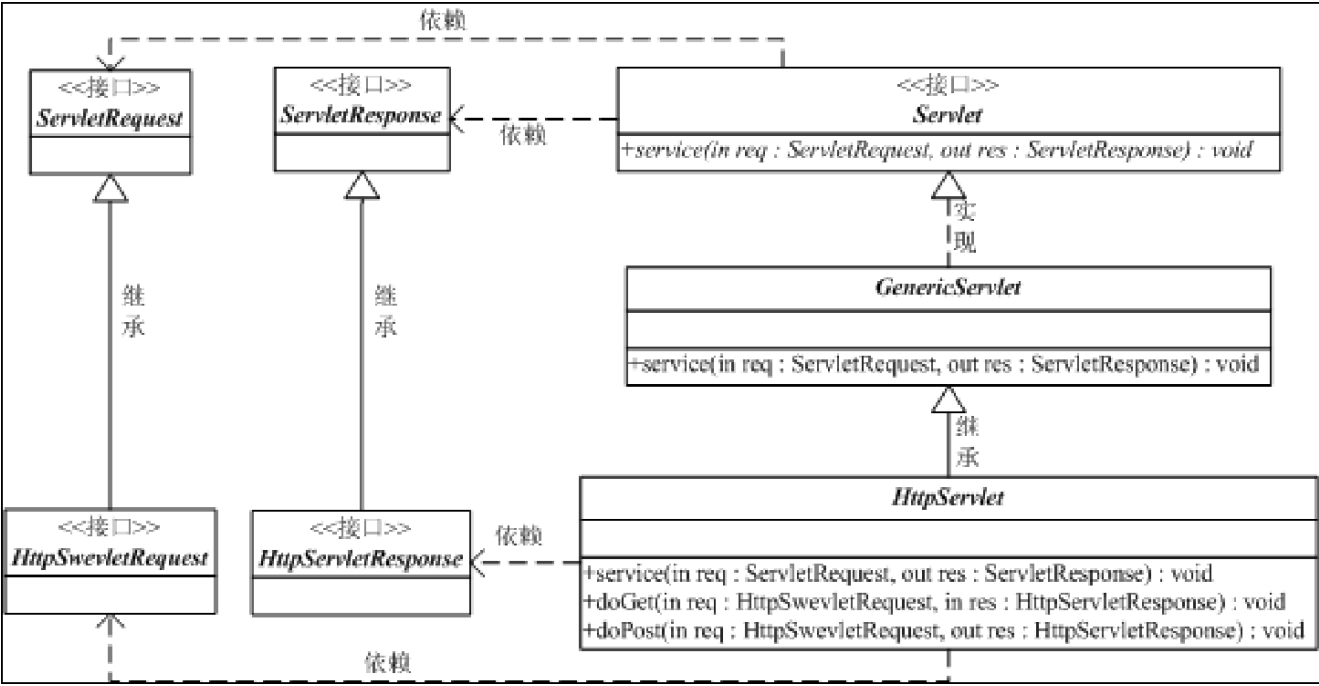 依赖
<<接口>>
ServletRequest
<<接口>>
ServletResponse
依赖
<<接口>>
Servlet
+service(in req : ServletRequest, out res : ServletResponse) : void
实
现
继
承
继
承
GenericServlet
+service(in req : ServletRequest, out res : ServletResponse) : void
继
承
<<接口>>
HttpSwevletRequest
<<接口>>
HttpServletResponse
依赖
HttpServlet
+service(in req : ServletRequest, out res : ServletResponse) : void
+doGet(in req : HttpSwevletRequest, in res : HttpServletResponse) : void
+doPost(in req : HttpSwevletRequest, out res : HttpServletResponse) : void
依赖